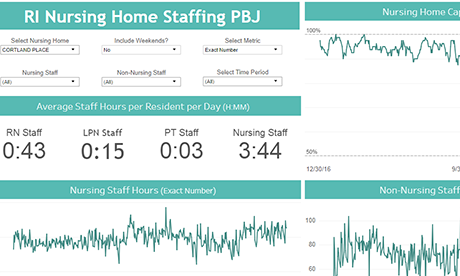 RI Nursing Home Staffing PBJ
Select Nursing Home
Include Weekends?
Select Metric
CORTLAND PLACE
No
Exact Number
Nursing Staff
Non-Nursing Staff
Select Time Period
(All)
(All)
(All)
Average Staff Hours per Resident per Day (H:MM)
RN Staff
LPN Staff
PT Staff
Nursing Staff
0:43
0:15
0:03
3:44
Nursing Staff Hours (Exact Number)
Nursing Home Ca
100%
50%
12/30/16
9/3
Non-Nursing Staff
100
80
60